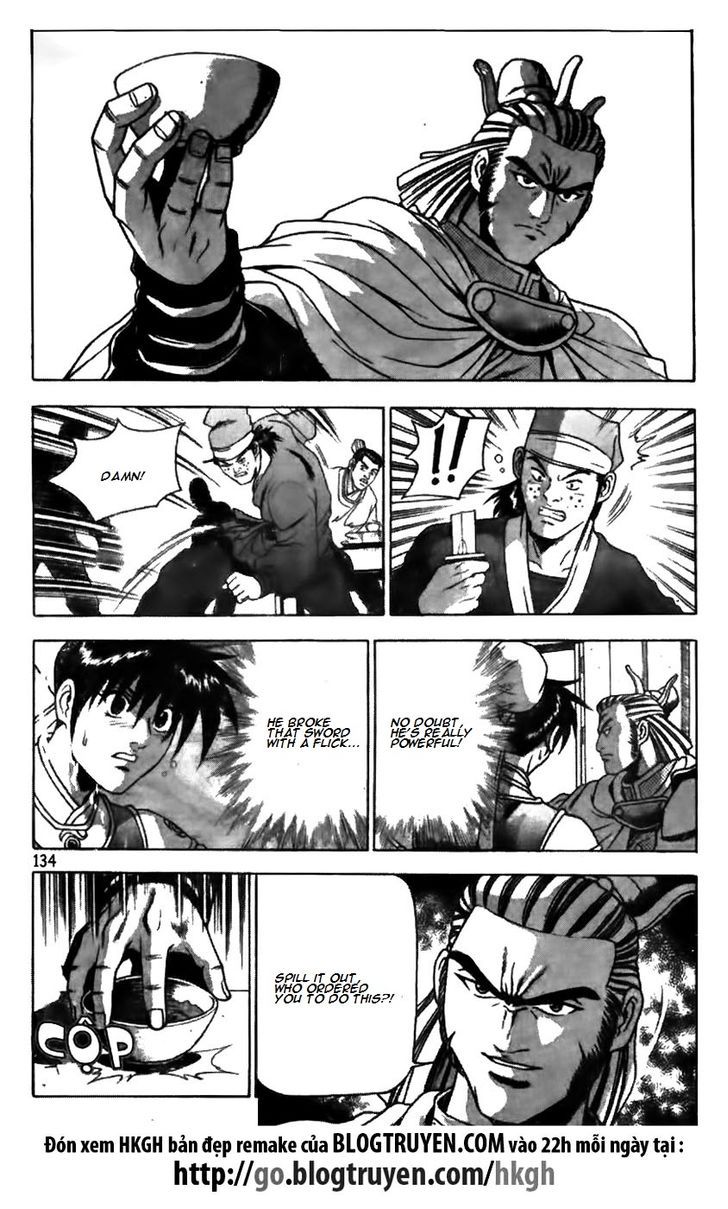 DAMN!
!!
HE BROKE
THAT SWORD
WITH A FLICK...
NO DOUBT,
HE'S REALLY
POWERFUL!
134
CỘP
SPILL IT OUT,
WHO ORDERED
YOU TO DO THIS?!
Đón xem HKGH bản đẹp remake của BLOGTRUYEN.COM vào 22h mỗi ngày tại :
http://go.blogtruyen.com/hkgh